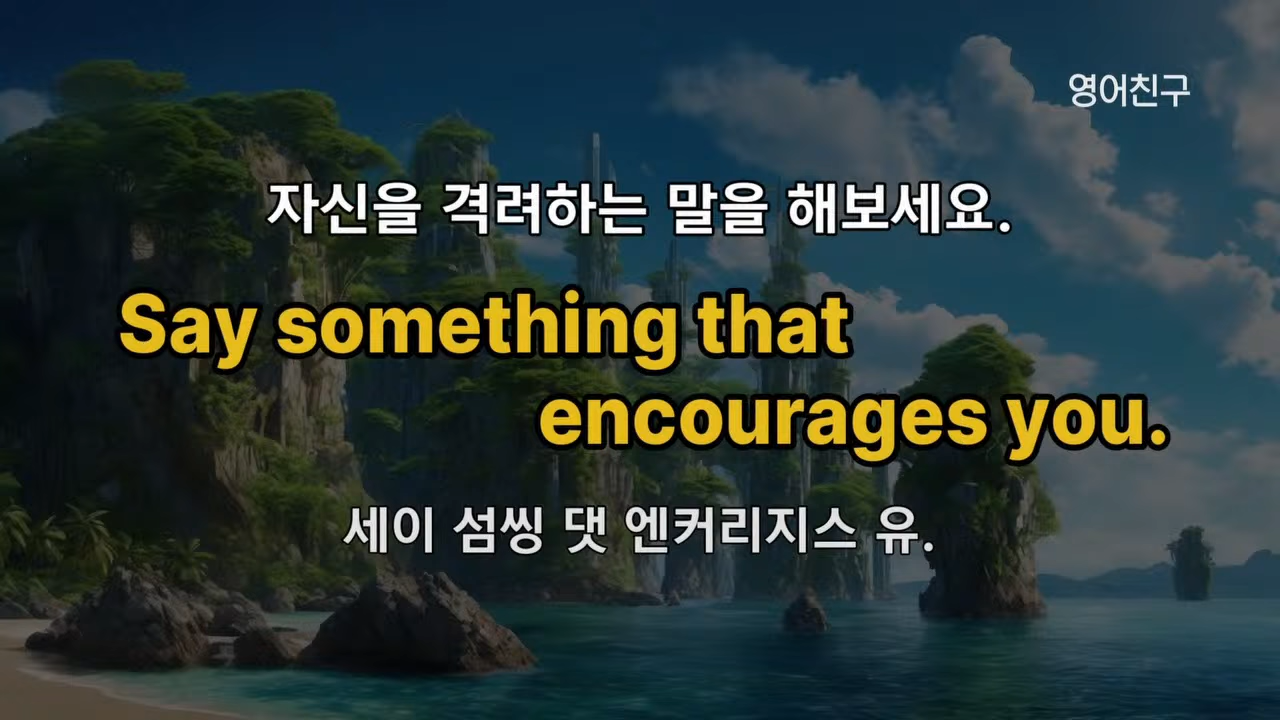 영어친구
자신을 격려하는 말을 해보세요.
Say something that
encourages you.
세이 섬씽 댓 엔커리지스 유.